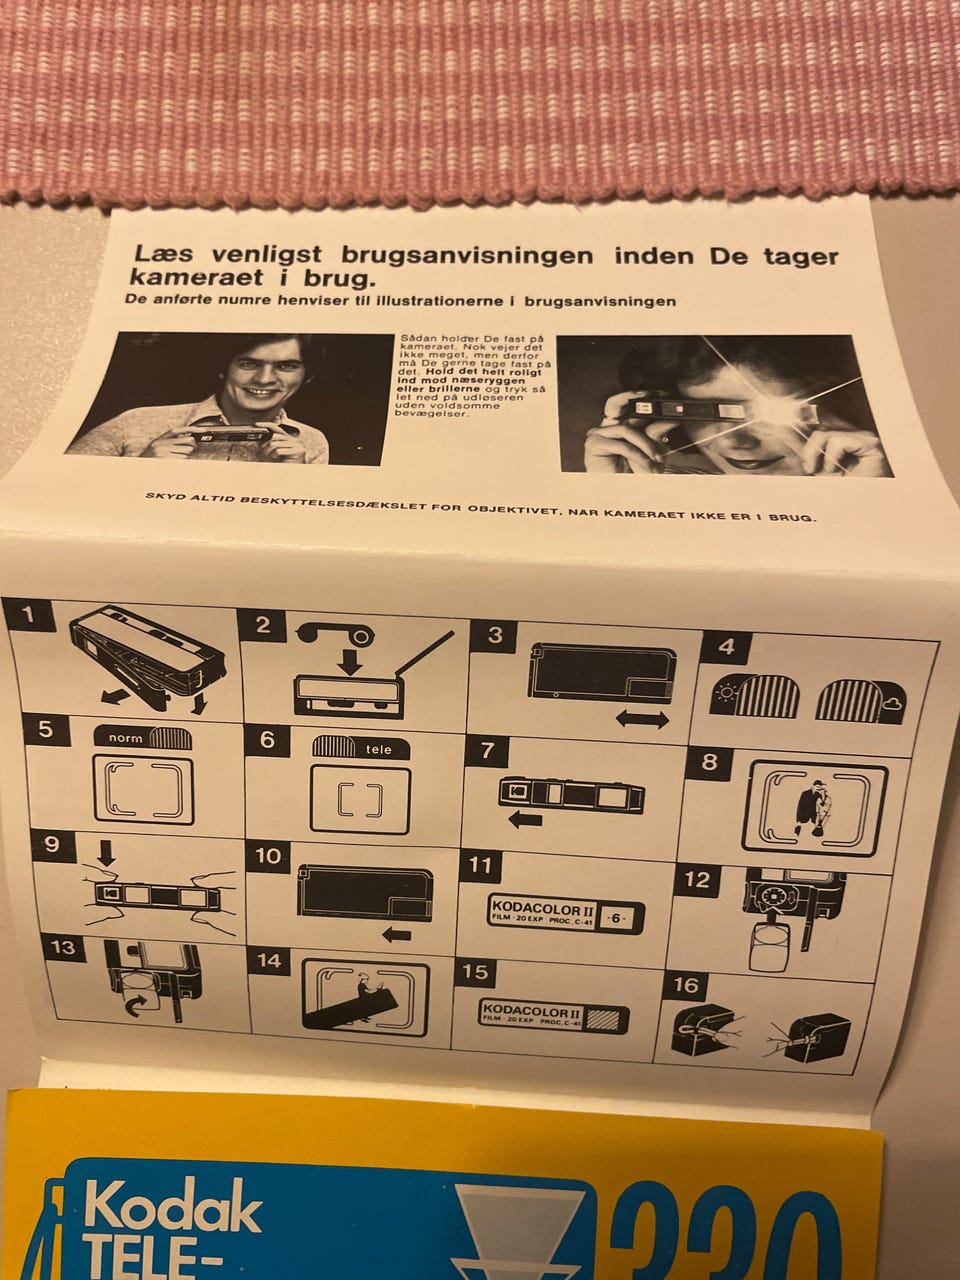 Læs venligst brugsanvisningen inden De tager
kameraet i brug.
De anførte numre henviser til illustrationerne i brugsanvisningen
Sådan holder De fast på
kameraet. Nok vejer det
ikke meget, men derfor
må De gerne tage fast på
det. Hold det helt roligt
ind mod næseryggen
eller brillerne og tryk så
let ned på udløseren
uden voldsomme
bevægelser.
SKYD ALTID BESKYTTELSESDÆKSLET FOR OBJEKTIVET, NAR KAMERAET IKKE ER I BRUG.
1
2
3
4
5
norm
6
tele
7
8
9
10
11
KODACOLOR II
FILM · 20 EXP · PROC. C-41
·6·
12
13
14
15
KODACOLOR II
FILM · 20 EXP · PROC. C-41
16
Kodak
TELE-
330